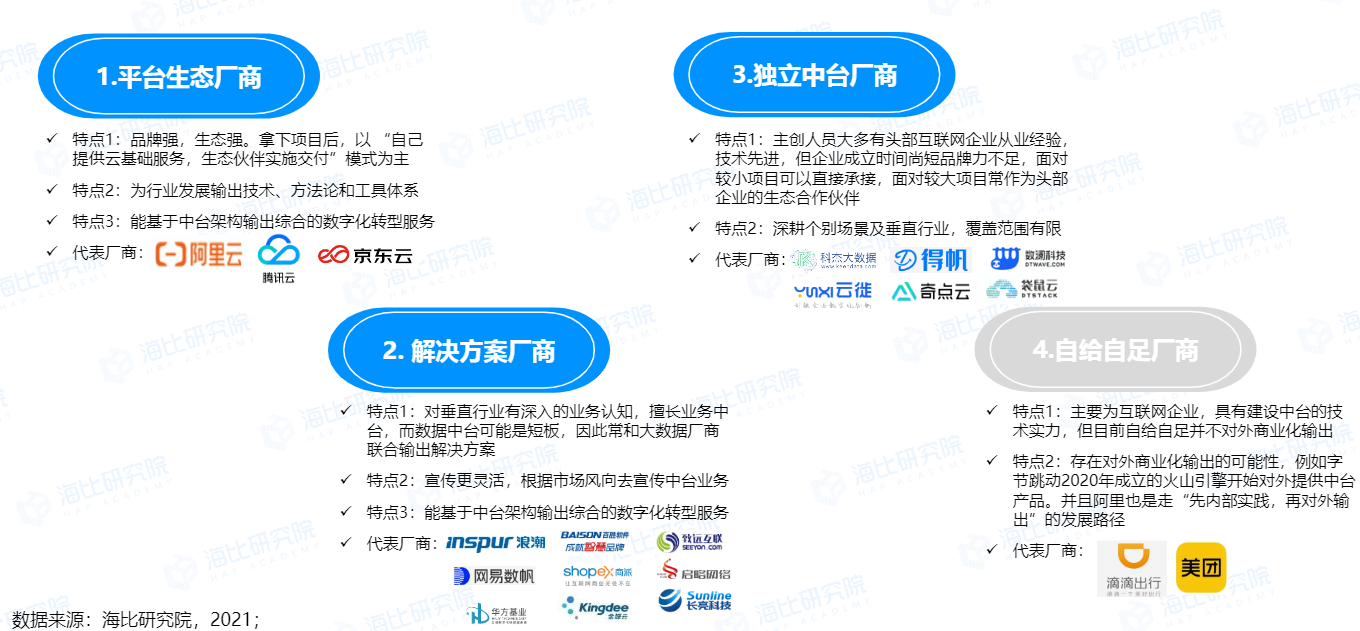 1.平台生态厂商
特点1：品牌强，生态强。拿下项目后，以 “自己
提供云基础服务，生态伙伴实施交付”模式为主
特点2：为行业发展输出技术、方法论和工具体系
特点3：能基于中台架构输出综合的数字化转型服务
代表厂商：
阿里云
腾讯云
京东云
2. 解决方案厂商
特点1：对垂直行业有深入的业务认知，擅长业务中
台，而数据中台可能是短板，因此常和大数据厂商
联合输出解决方案
特点2：宣传更灵活，根据市场风向去宣传中台业务
特点3：能基于中台架构输出综合的数字化转型服务
代表厂商：
inspur 浪潮
BAISON 百胜软件
成就智慧品牌
致远互联
SEEYON.COM
网易数帆
shopex 商派
让互联网商业无处不在
启明网络
华方基业
Kingdee
金蝶云
Sunline
长亮科技
3.独立中台厂商
特点1：主创人员大多有头部互联网企业从业经验，
技术先进，但企业成立时间尚短品牌力不足，面对
较小项目可以直接承接，面对较大项目常作为头部
企业的生态合作伙伴
特点2：深耕个别场景及垂直行业，覆盖范围有限
代表厂商：
科杰大数据
www.keendata.com
得帆
数澜科技
DTWAVE.COM
YUNXI 云徙
奇点云
袋鼠云
DTSTACK
4.自给自足厂商
特点1：主要为互联网企业，具有建设中台的技
术实力，但目前自给自足并不对外商业化输出
特点2：存在对外商业化输出的可能性，例如字
节跳动2020年成立的火山引擎开始对外提供中台
产品。并且阿里也是走“先内部实践，再对外输
出”的发展路径
代表厂商：
滴滴出行
滴滴一下 美好出行
美团
数据来源：海比研究院，2021；
海比研究院
HAP ACADEMY